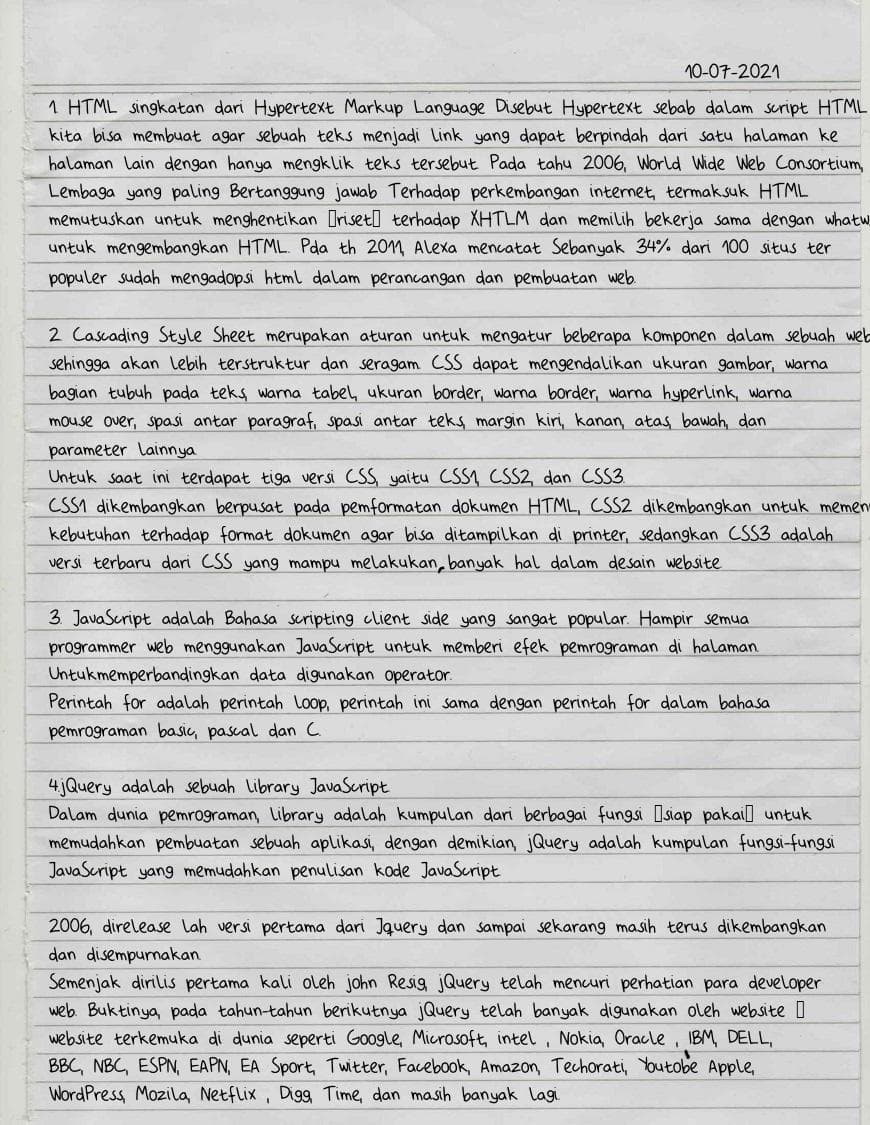 10-07-2021
1 HTML singkatan dari Hypertext Markup Language Disebut Hypertext sebab dalam script HTML
kita bisa membuat agar sebuah teks menjadi link yang dapat berpindah dari satu halaman ke
halaman lain dengan hanya mengklik teks tersebut Pada tahu 2006, World Wide Web Consortium,
Lembaga yang paling Bertanggung jawab Terhadap perkembangan internet, termaksuk HTML
memutuskan untuk menghentikan ▯riset▯ terhadap XHTLM dan memilih bekerja sama dengan whatw
untuk mengembangkan HTML. Pda th 2011, Alexa mencatat Sebanyak 34% dari 100 situs ter
populer sudah mengadopsi html dalam perancangan dan pembuatan web.
2 Cascading Style Sheet merupakan aturan untuk mengatur beberapa komponen dalam sebuah web
sehingga akan lebih terstruktur dan seragam. CSS dapat mengendalikan ukuran gambar, warna
bagian tubuh pada teks, warna tabel, ukuran border, warna border, warna hyperlink, warna
mouse over, spasi antar paragraf, spasi antar teks, margin kiri, kanan, atas, bawah, dan
parameter lainnya
Untuk saat ini terdapat tiga versi CSS, yaitu CSS1, CSS2, dan CSS3.
CSS1 dikembangkan berpusat pada pemformatan dokumen HTML, CSS2 dikembangkan untuk memen
kebutuhan terhadap format dokumen agar bisa ditampilkan di printer, sedangkan CSS3 adalah
versi terbaru dari CSS yang mampu melakukan banyak hal dalam desain website
3. JavaScript adalah Bahasa scripting client side yang sangat popular. Hampir semua
programmer web menggunakan JavaScript untuk memberi efek pemrograman di halaman.
Untukmemperbandingkan data digunakan operator.
Perintah for adalah perintah loop, perintah ini sama dengan perintah for dalam bahasa
pemrograman basic, pascal dan C.
4.jQuery adalah sebuah library JavaScript
Dalam dunia pemrograman, library adalah kumpulan dari berbagai fungsi ▯siap pakai▯ untuk
memudahkan pembuatan sebuah aplikasi, dengan demikian, jQuery adalah kumpulan fungsi-fungsi
JavaScript yang memudahkan penulisan kode JavaScript
2006, direlease lah versi pertama dari Jquery dan sampai sekarang masih terus dikembangkan
dan disempurnakan.
Semenjak dirilis pertama kali oleh john Resig, jQuery telah mencuri perhatian para developer
web. Buktinya, pada tahun-tahun berikutnya jQuery telah banyak digunakan oleh website ▯
website terkemuka di dunia seperti Google, Microsoft, intel , Nokia, Oracle , IBM, DELL,
BBC, NBC, ESPN, EAPN, EA Sport, Twitter, Facebook, Amazon, Techorati, Youtobe Apple,
WordPress, Mozila, Netflix , Digg, Time, dan masih banyak lagi.